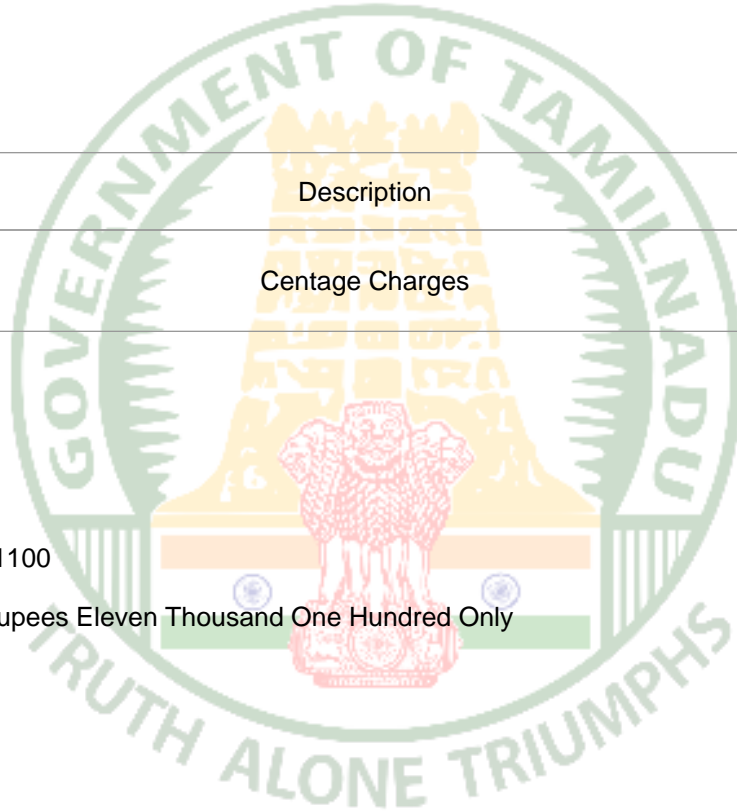 GOVERNMENT OF TAMILNADU
Description
Centage Charges
1100
upees Eleven Thousand One Hundred Only
TRUTH ALONE TRIUMPHS